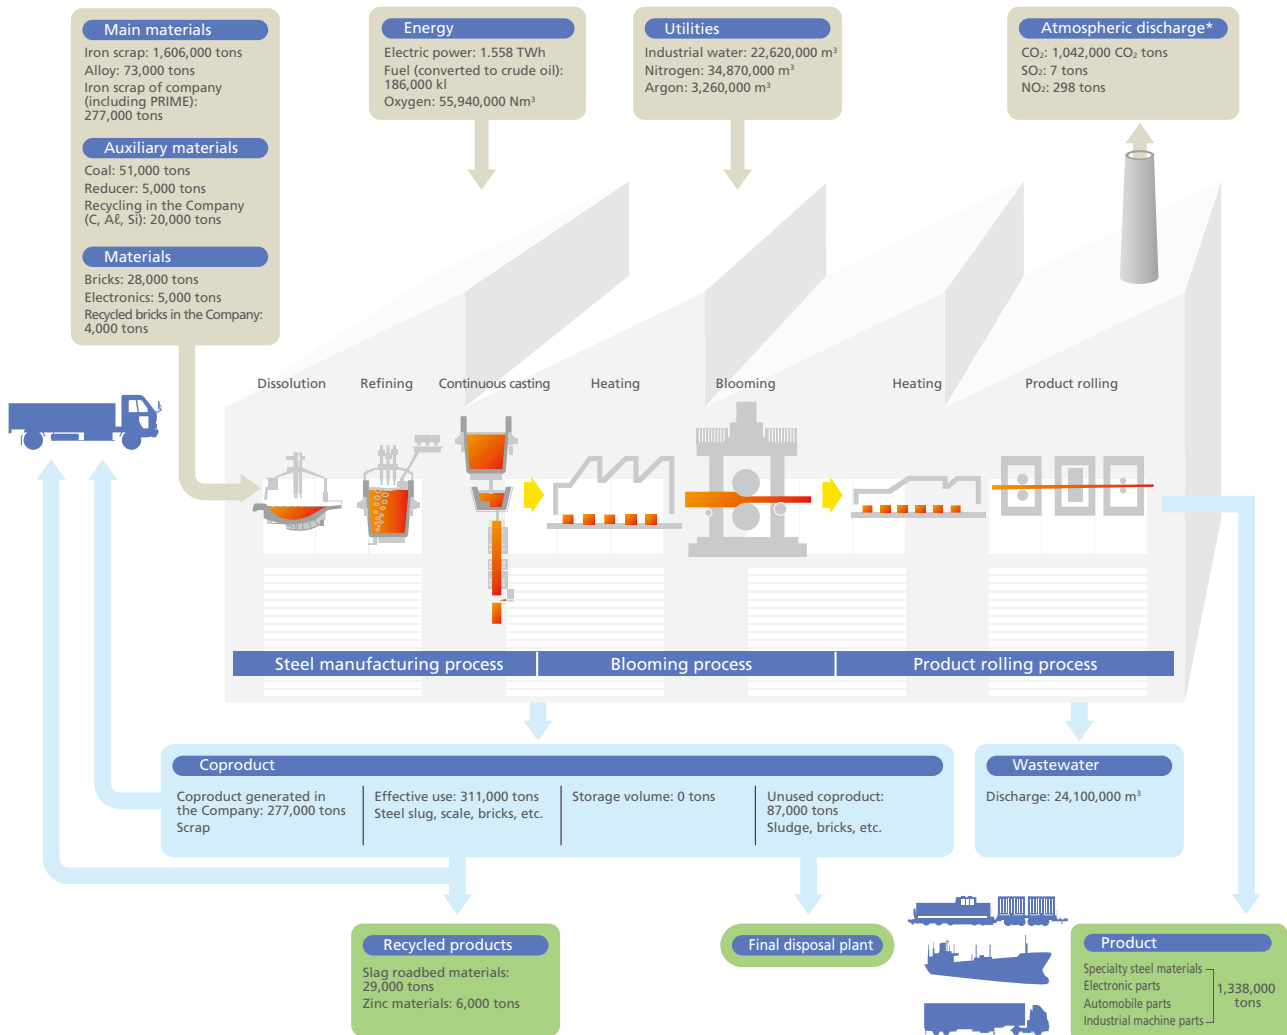 Main materials
Iron scrap: 1,606,000 tons
Alloy: 73,000 tons
Iron scrap of company
(including PRIME):
277,000 tons
Auxiliary materials
Coal: 51,000 tons
Reducer: 5,000 tons
Recycling in the Company
(C, Aℓ, Si): 20,000 tons
Materials
Bricks: 28,000 tons
Electronics: 5,000 tons
Recycled bricks in the Company:
4,000 tons
Energy
Electric power: 1.558 TWh
Fuel (converted to crude oil):
186,000 kl
Oxygen: 55,940,000 Nm³
Utilities
Industrial water: 22,620,000 m³
Nitrogen: 34,870,000 m³
Argon: 3,260,000 m³
Atmospheric discharge*
CO₂: 1,042,000 CO₂ tons
SO₂: 7 tons
NO₂: 298 tons
Dissolution
Refining
Continuous casting
Heating
Blooming
Heating
Product rolling
Steel manufacturing process
Blooming process
Product rolling process
Coproduct
Coproduct generated in
the Company: 277,000 tons
Scrap
Effective use: 311,000 tons
Steel slug, scale, bricks, etc.
Storage volume: 0 tons
Unused coproduct:
87,000 tons
Sludge, bricks, etc.
Wastewater
Discharge: 24,100,000 m³
Recycled products
Slag roadbed materials:
29,000 tons
Zinc materials: 6,000 tons
Final disposal plant
Product
Specialty steel materials
Electronic parts
Automobile parts
Industrial machine parts
1,338,000
tons